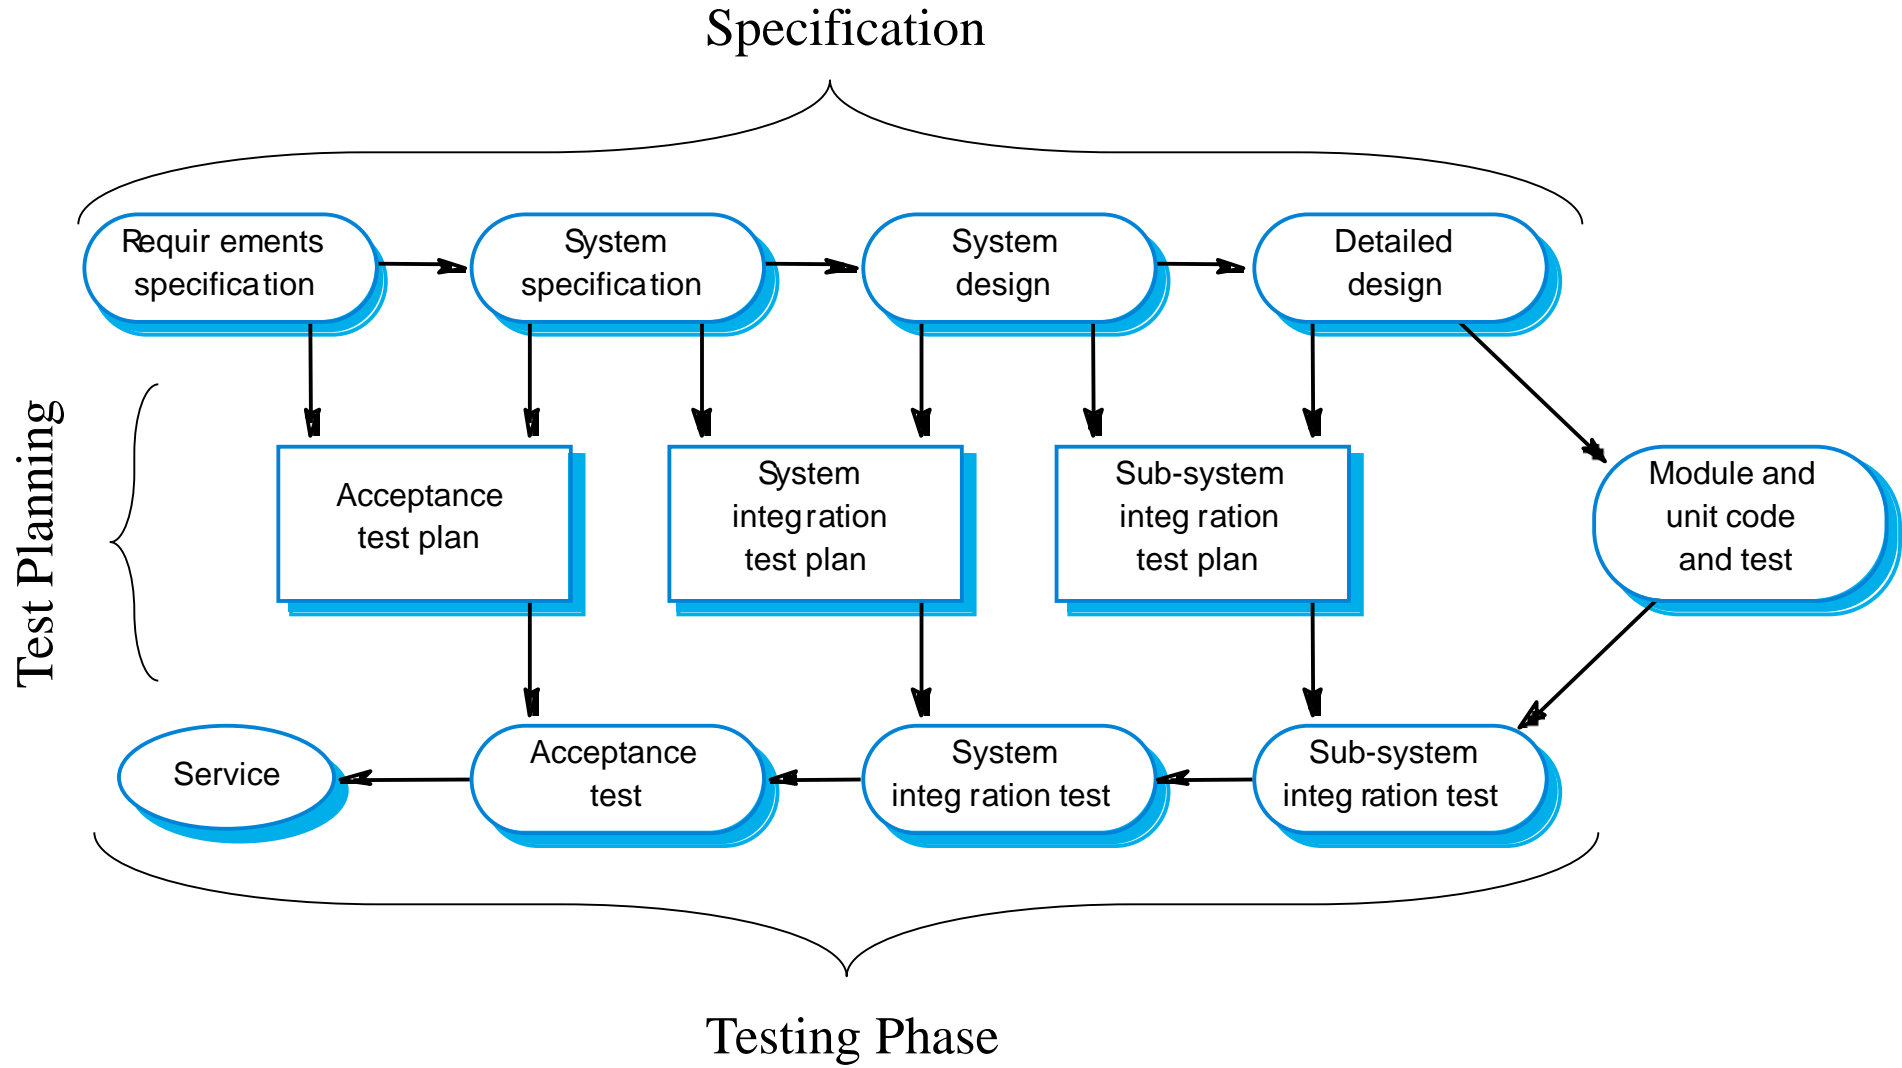 Specification
Requir ements
specification
System
specification
System
design
Detailed
design
Test Planning
Acceptance
test plan
System
integration
test plan
Sub-system
integ ration
test plan
Module and
unit code
and test
Service
Acceptance
test
System
integ ration test
Sub-system
integ ration test
Testing Phase